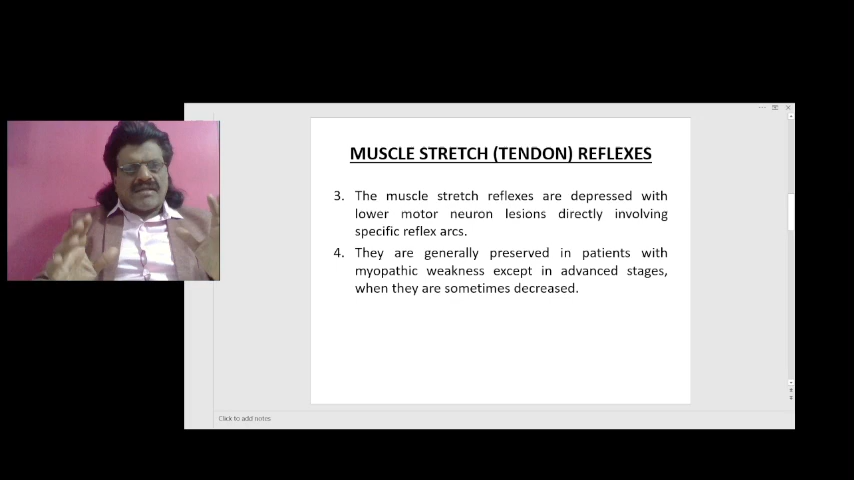 MUSCLE STRETCH (TENDON) REFLEXES
3. The muscle stretch reflexes are depressed with
lower motor neuron lesions directly involving
specific reflex arcs.
4. They are generally preserved in patients with
myopathic weakness except in advanced stages,
when they are sometimes decreased.
Click to add notes